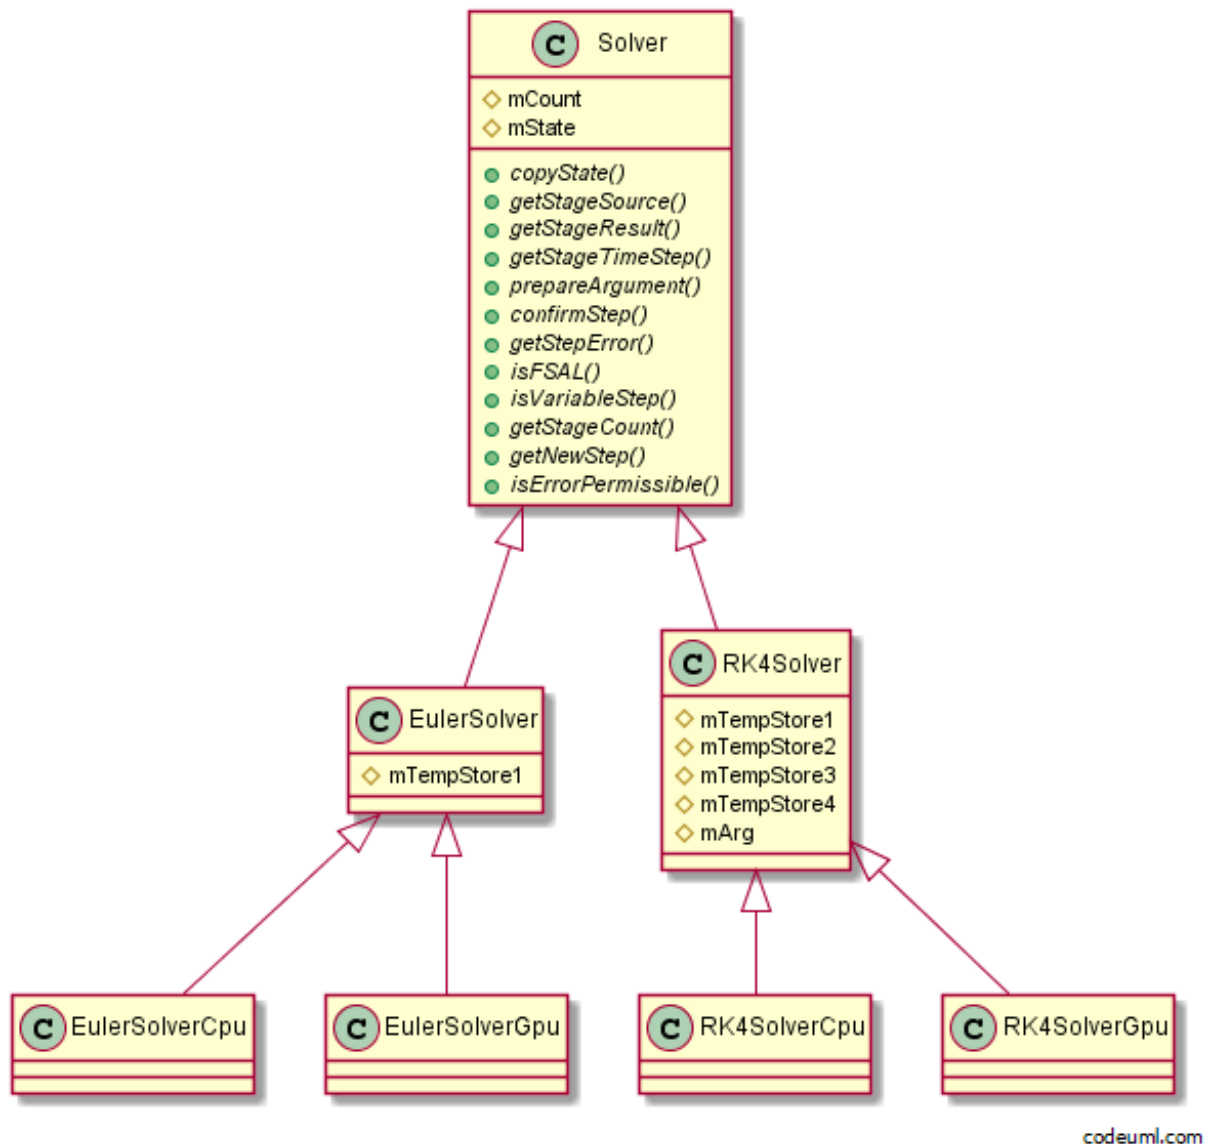 C Solver
mCount
mState
copyState()
getStageSource()
getStageResult()
getStageTimeStep()
prepareArgument()
confirmStep()
getStepError()
isFSAL()
isVariableStep()
getStageCount()
getNewStep()
isErrorPermissible()
C EulerSolver
mTempStore1
C RK4Solver
mTempStore1
mTempStore2
mTempStore3
mTempStore4
mArg
C EulerSolverCpu
C EulerSolverGpu
C RK4SolverCpu
C RK4SolverGpu
codeuml.com